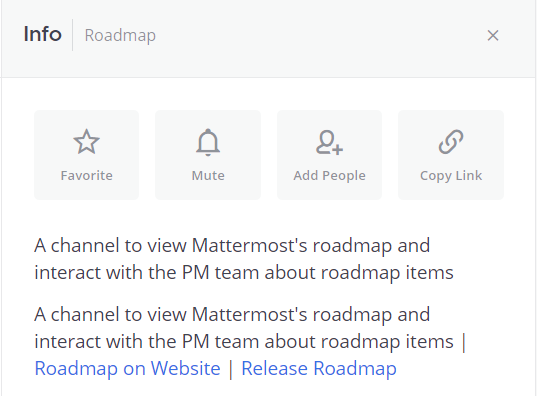 Info | Roadmap
Favorite Mute Add People Copy Link
A channel to view Mattermost's roadmap and
interact with the PM team about roadmap items
A channel to view Mattermost's roadmap and
interact with the PM team about roadmap items |
Roadmap on Website | Release Roadmap